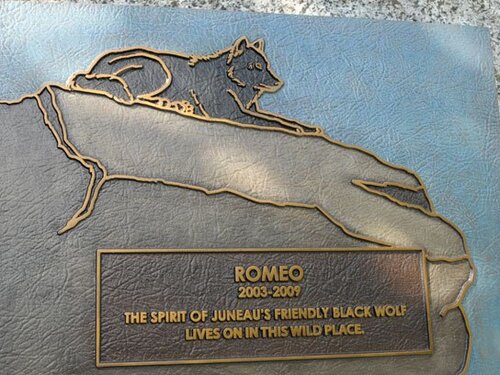 ROMEO
2003-2009
THE SPIRIT OF JUNEAU'S FRIENDLY BLACK WOLF
LIVES ON IN THIS WILD PLACE.